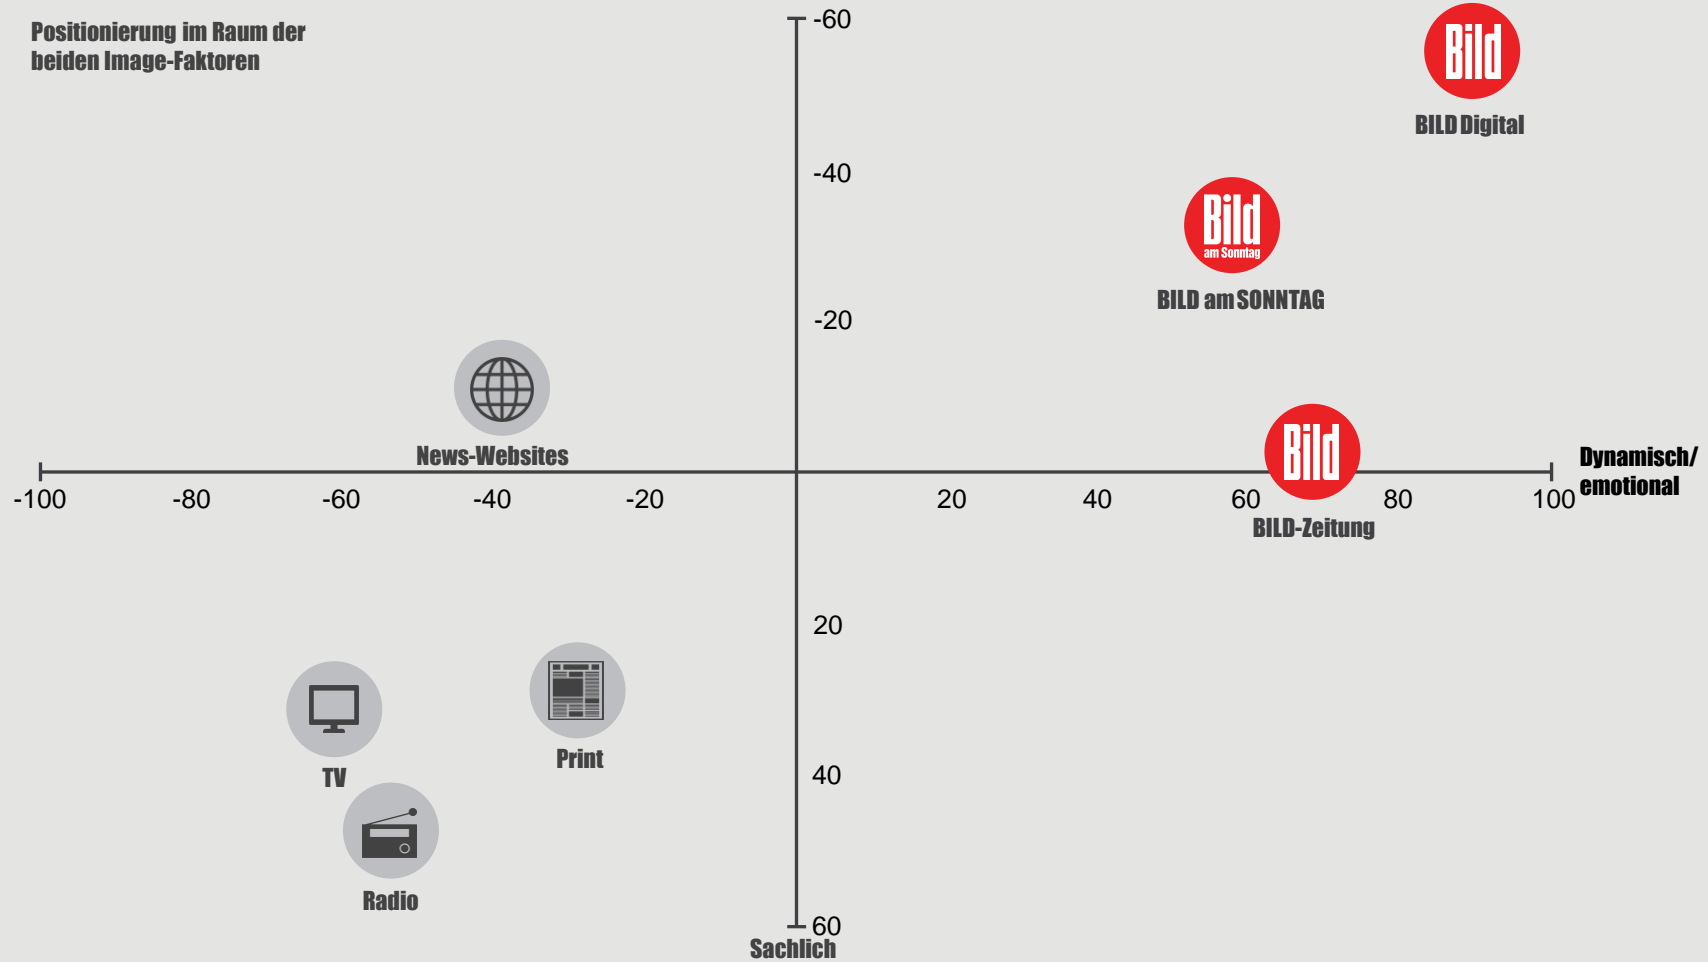 Positionierung im Raum der
beiden Image-Faktoren
-60
Bild
BILD Digital
-40
Bild
am Sonntag
BILD am SONNTAG
-20
News-Websites
Bild
Dynamisch/
emotional
-100 -80 -60 -40 -20 20 40 60 80 100
BILD-Zeitung
20
Print
TV
40
Radio
60
Sachlich